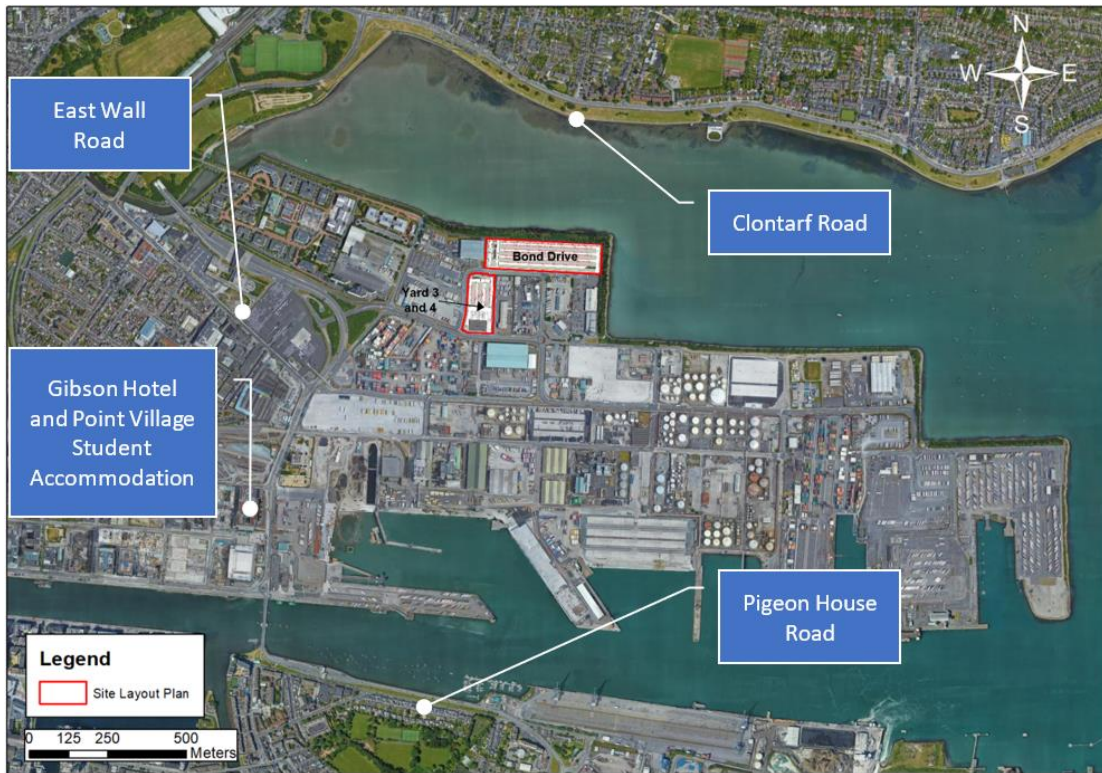 N
W E
S
East Wall
Road
Clontarf Road
Bond Drive
Yard 3
and 4
Gibson Hotel
and Point Village
Student
Accommodation
Pigeon House
Road
Legend
Site Layout Plan
0 125 250 500
Meters